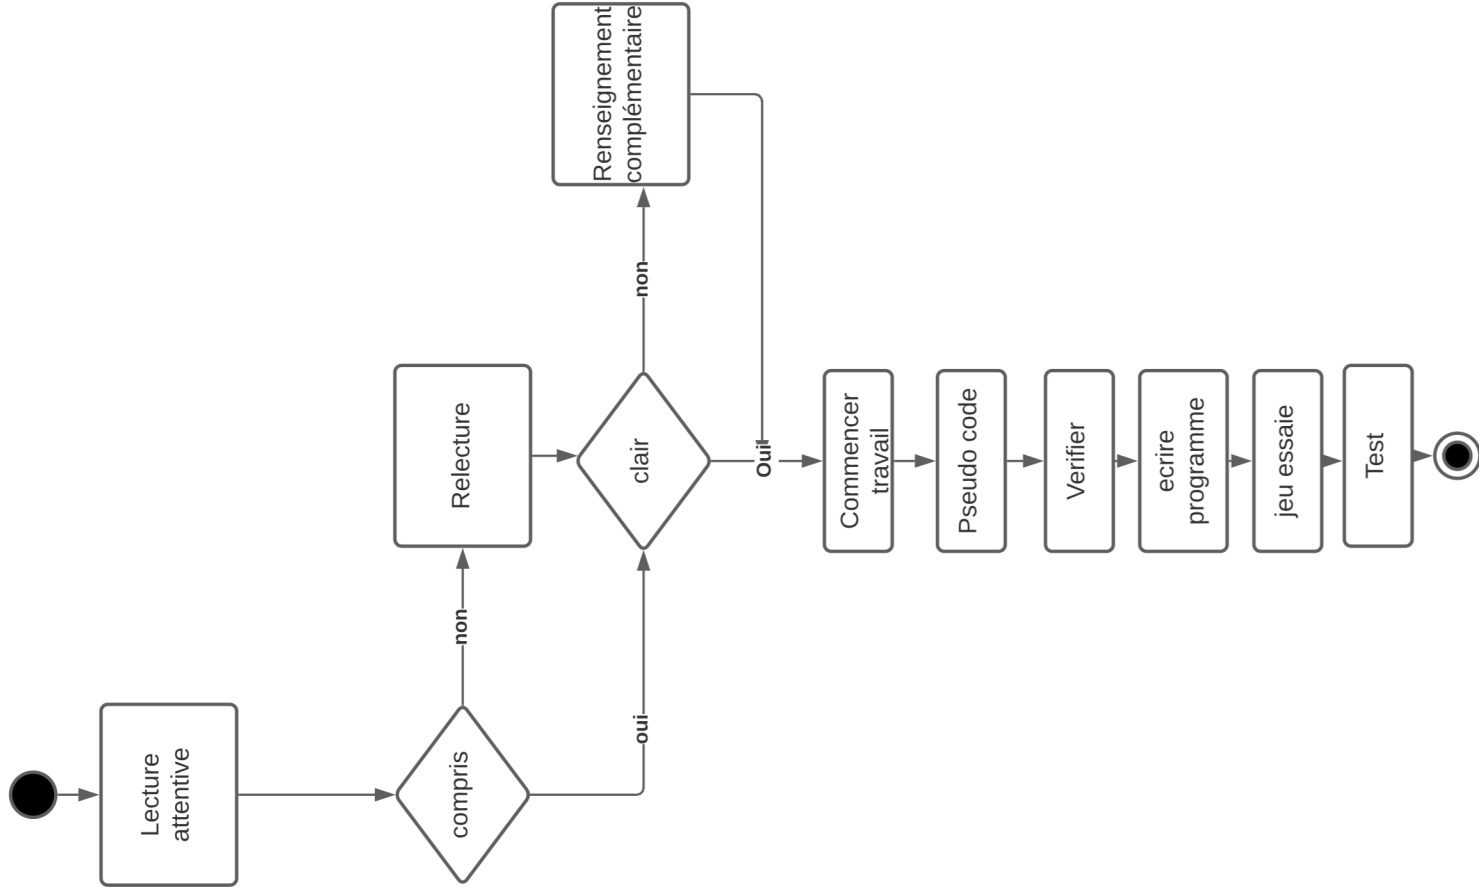 Lecture
attentive
compris
non
oui
Relecture
clair
non
Renseignement
complémentaire
Oui
Commencer
travail
Pseudo code
Verifier
ecrire
programme
jeu essaie
Test